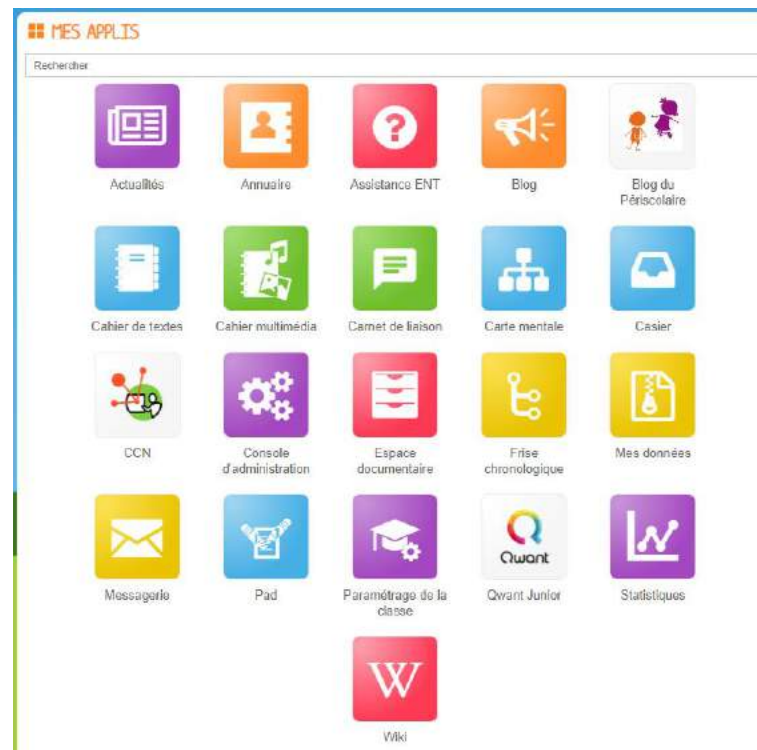 MES APPLIS
Rechercher
Actualités
Annuaire
Assistance ENT
Blog
Blog du
Périscolaire
Cahier de textes
Cahier multimédia
Carnet de liaison
Carte mentale
Casier
CCN
Console
d'administration
Espace
documentaire
Frise
chronologique
Mes données
Messagerie
Pad
Paramétrage de la
classe
Qwant
Qwant Junior
Statistiques
W
Wiki